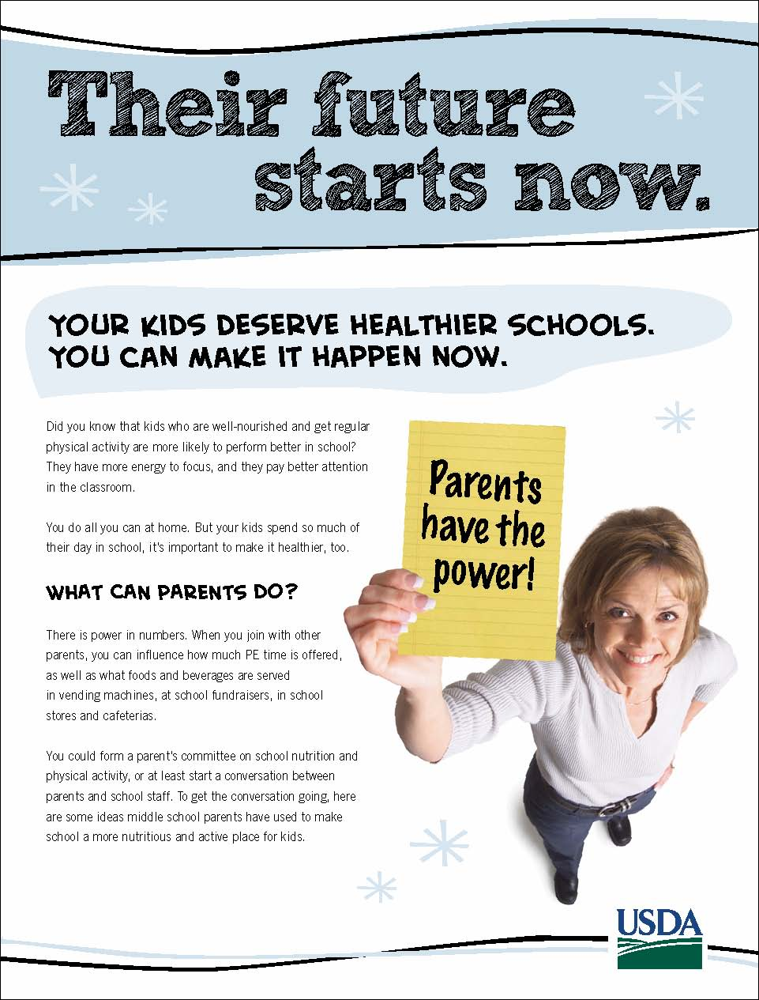 Their future
starts now.
YOUR KIDS DESERVE HEALTHIER SCHOOLS.
YOU CAN MAKE IT HAPPEN NOW.
Did you know that kids who are well-nourished and get regular
physical activity are more likely to perform better in school?
They have more energy to focus, and they pay better attention
in the classroom.
You do all you can at home. But your kids spend so much of
their day in school, it's important to make it healthier, too.
WHAT CAN PARENTS DO?
There is power in numbers. When you join with other
parents, you can influence how much PE time is offered,
as well as what foods and beverages are served
in vending machines, at school fundraisers, in school
stores and cafeterias.
You could form a parent's committee on school nutrition and
physical activity, or at least start a conversation between
parents and school staff. To get the conversation going, here
are some ideas middle school parents have used to make
school a more nutritious and active place for kids.
Parents
have the
power!
USDA